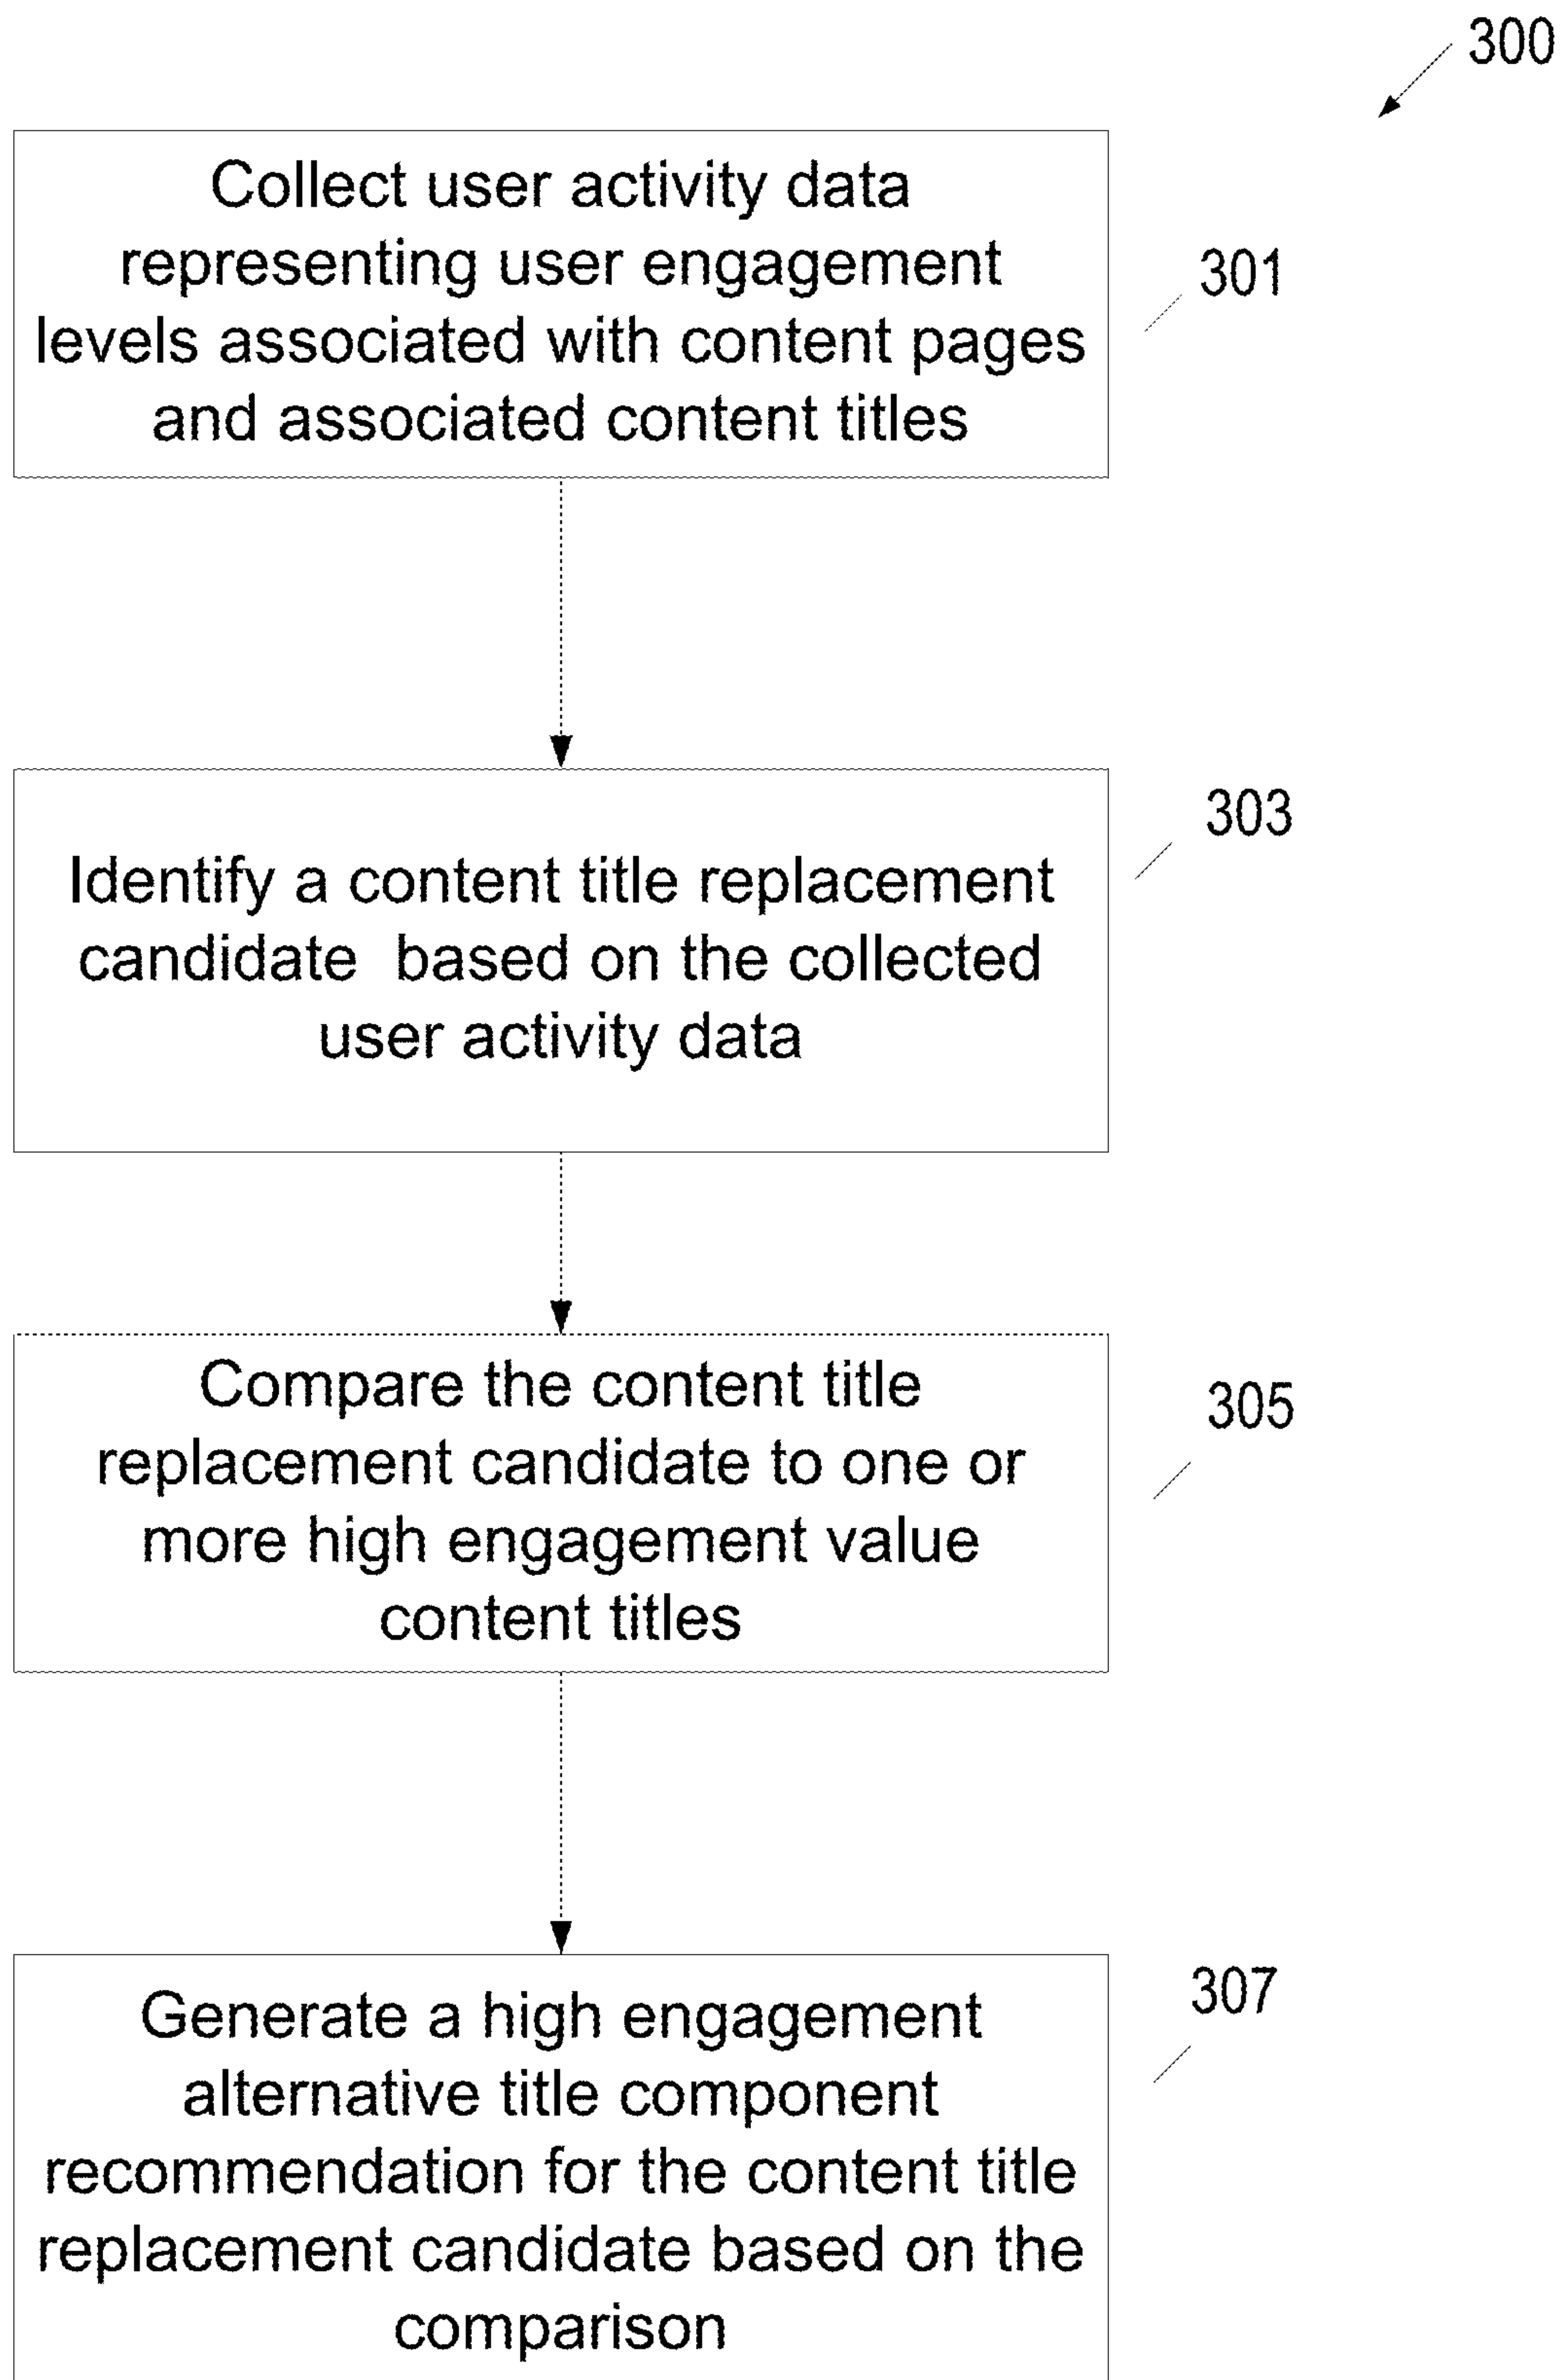 300
Collect user activity data
representing user engagement
levels associated with content pages
and associated content titles
301
Identify a content title replacement
candidate  based on the collected
user activity data
303
Compare the content title
replacement candidate to one or
more high engagement value
content titles
305
Generate a high engagement
alternative title component
recommendation for the content title
replacement candidate based on the
comparison
307